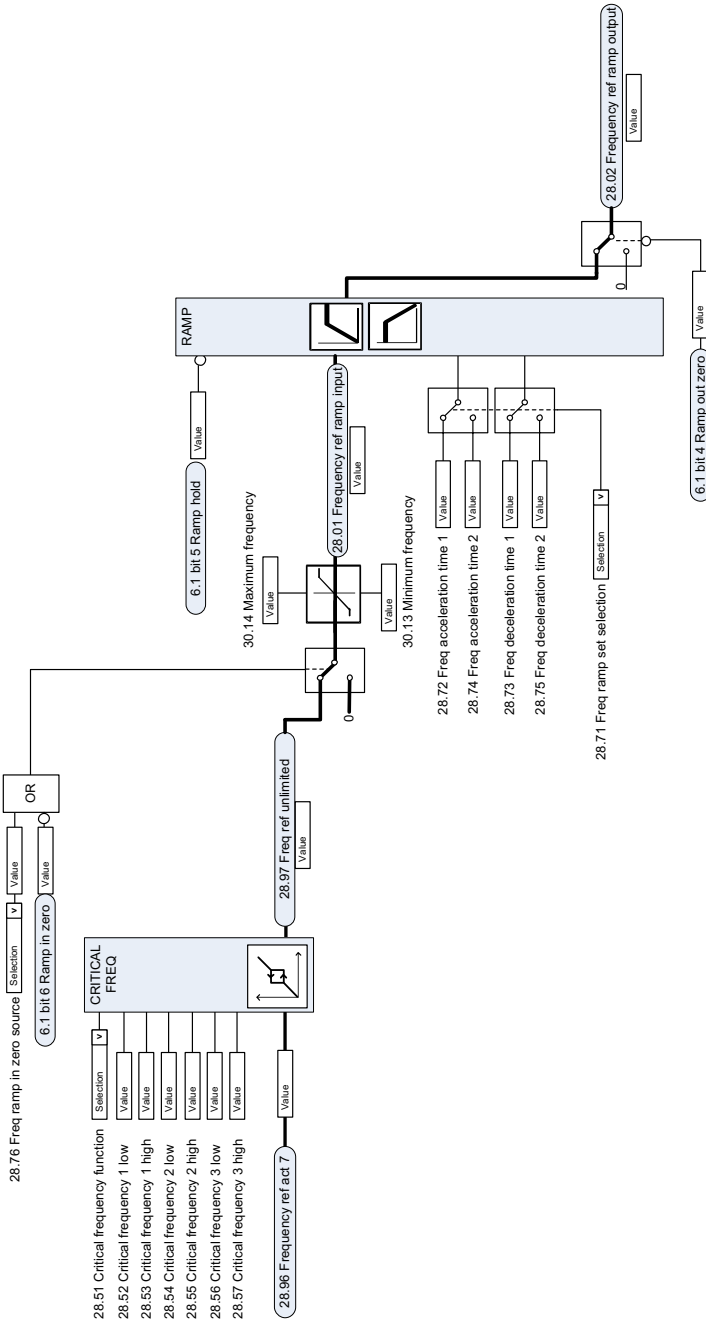 28.76 Freq ramp in zero source
Selection
v
Value
6.1 bit 6 Ramp in zero
Value
OR
28.51 Critical frequency function
Selection
v
28.52 Critical frequency 1 low
Value
28.53 Critical frequency 1 high
Value
28.54 Critical frequency 2 low
Value
28.55 Critical frequency 2 high
Value
28.56 Critical frequency 3 low
Value
28.57 Critical frequency 3 high
Value
28.96 Frequency ref act 7
Value
CRITICAL
FREQ
28.97 Freq ref unlimited
Value
0
30.14 Maximum frequency
Value
30.13 Minimum frequency
Value
28.01 Frequency ref ramp input
Value
6.1 bit 5 Ramp hold
Value
RAMP
28.72 Freq acceleration time 1
Value
28.74 Freq acceleration time 2
Value
28.73 Freq deceleration time 1
Value
28.75 Freq deceleration time 2
Value
28.71 Freq ramp set selection
Selection
v
0
28.02 Frequency ref ramp output
Value
6.1 bit 4 Ramp out zero
Value